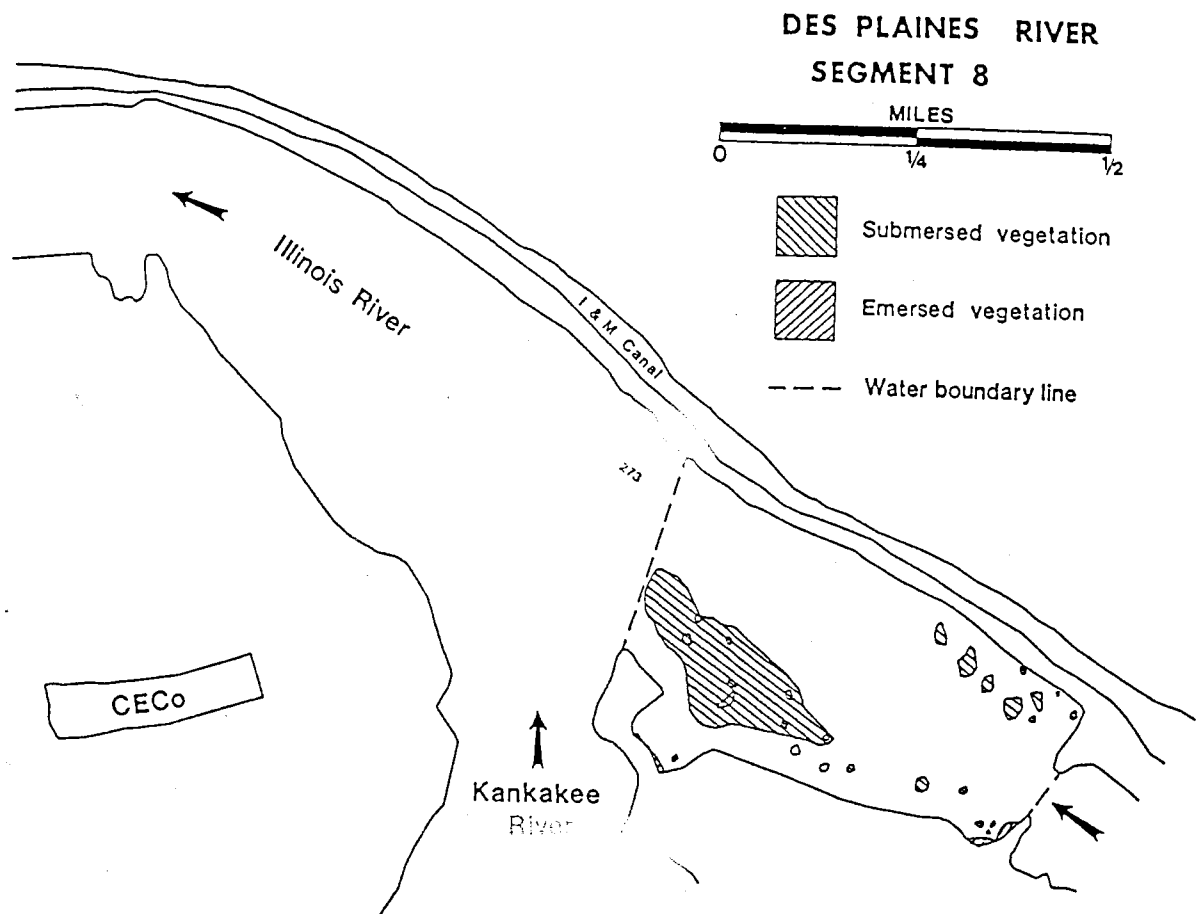 DES PLAINES RIVER
SEGMENT 8
MILES
0 1/4 1/2
Submersed vegetation
Emersed vegetation
Water boundary line
Illinois River
I & M Canal
273
CECo
Kankakee
River